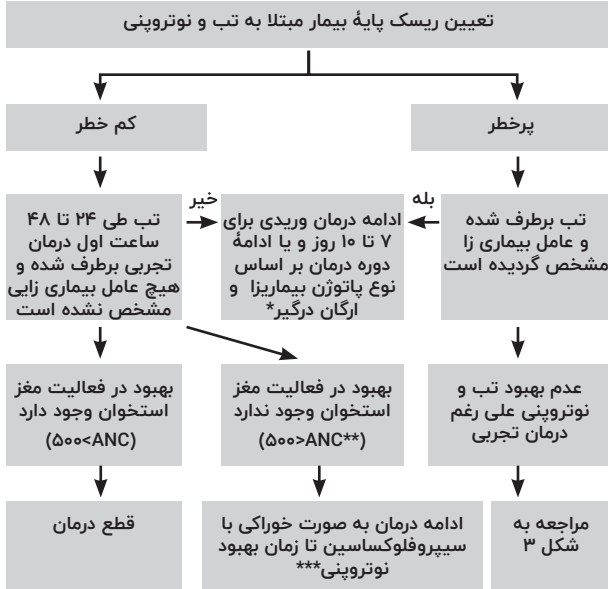 تعیین ریسک پایهٔ بیمار مبتلا به تب و نوتروپنی
پرخطر
کم خطر
تب برطرف شده
و عامل بیماری زا
مشخص گردیده است
بله
ادامه درمان وریدی برای
۷ تا ۱۰ روز و یا ادامهٔ
دوره درمان بر اساس
نوع پاتوژن بیماریزا و
ارگان درگیر*
خیر
تب طی ۲۴ تا ۴۸
ساعت اول درمان
تجربی برطرف شده و
هیچ عامل بیماری زایی
مشخص نشده است
عدم بهبود تب و
نوتروپنی علی رغم
درمان تجربی
بهبود در فعالیت مغز
استخوان وجود ندارد
(۵۰۰>ANC**)
بهبود در فعالیت مغز
استخوان وجود دارد
(۵۰۰<ANC)
مراجعه به
شکل ۳
ادامه درمان به صورت خوراکی با
سیپروفلوکساسین تا زمان بهبود
نوتروپنی***
قطع درمان